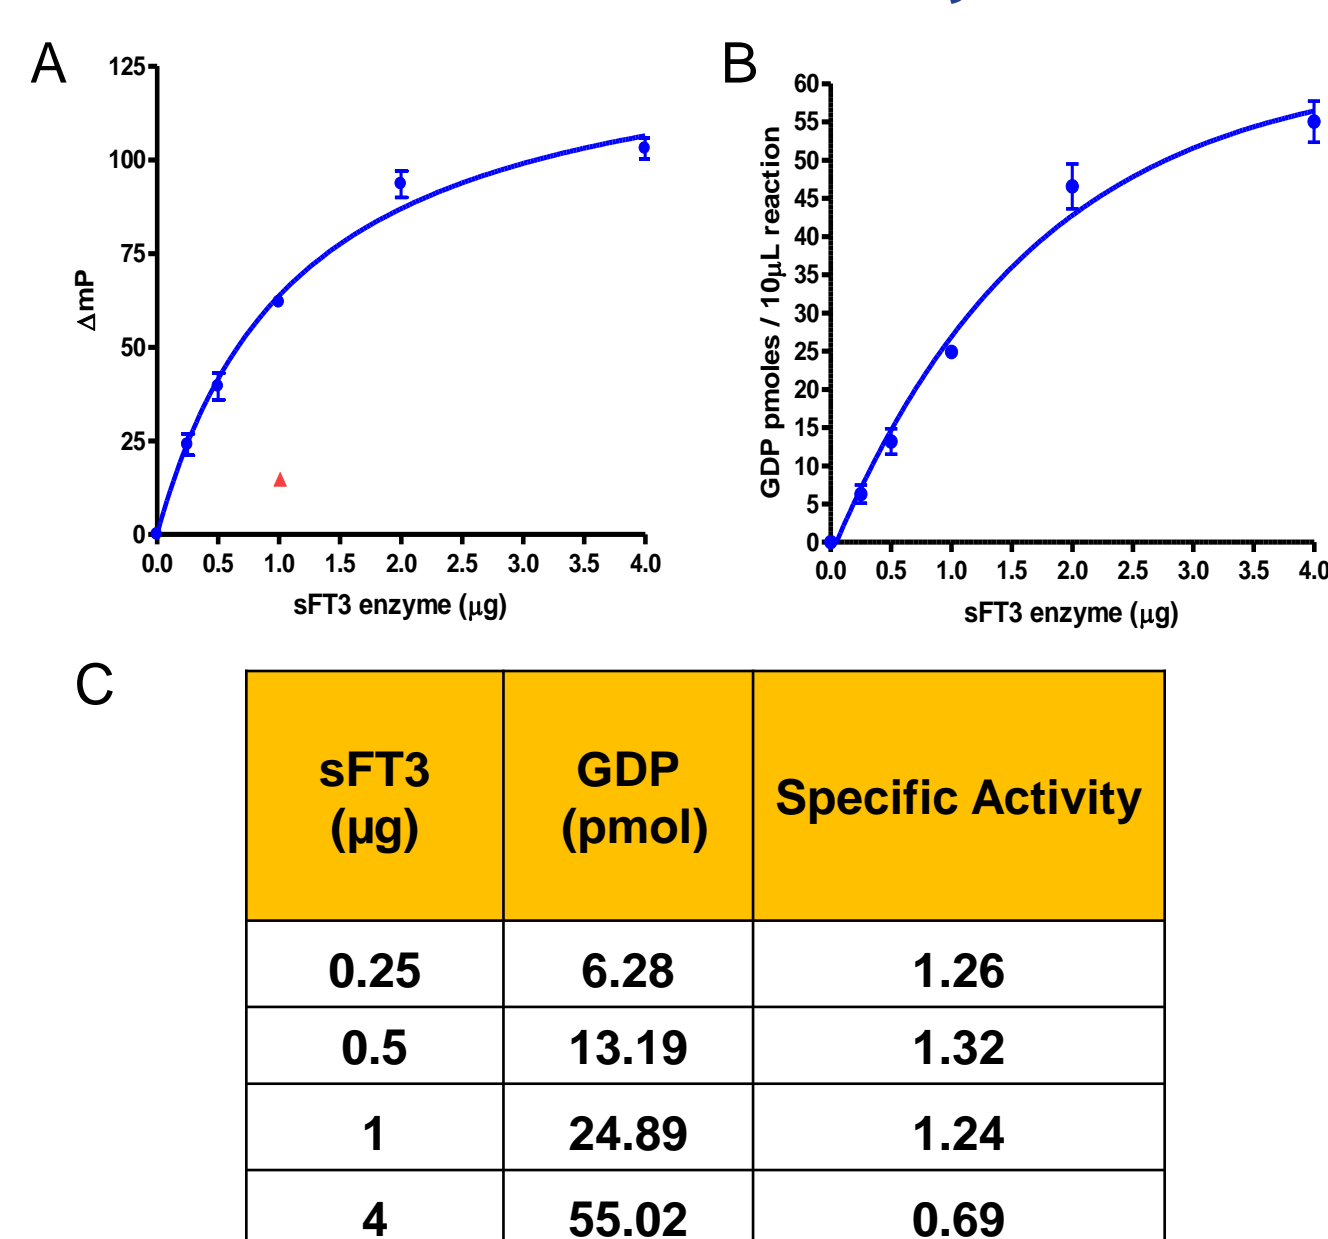 A
125
100
75
50
25
0
ΔmP
0.0 0.5 1.0 1.5 2.0 2.5 3.0 3.5 4.0
sFT3 enzyme (µg)
B
60
55
50
45
40
35
30
25
20
15
10
5
0
GDP pmoles / 10µL reaction
0.0 0.5 1.0 1.5 2.0 2.5 3.0 3.5 4.0
sFT3 enzyme (µg)
C
sFT3 (µg)
GDP (pmol)
Specific Activity
0.25 6.28 1.26
0.5 13.19 1.32
1 24.89 1.24
4 55.02 0.69